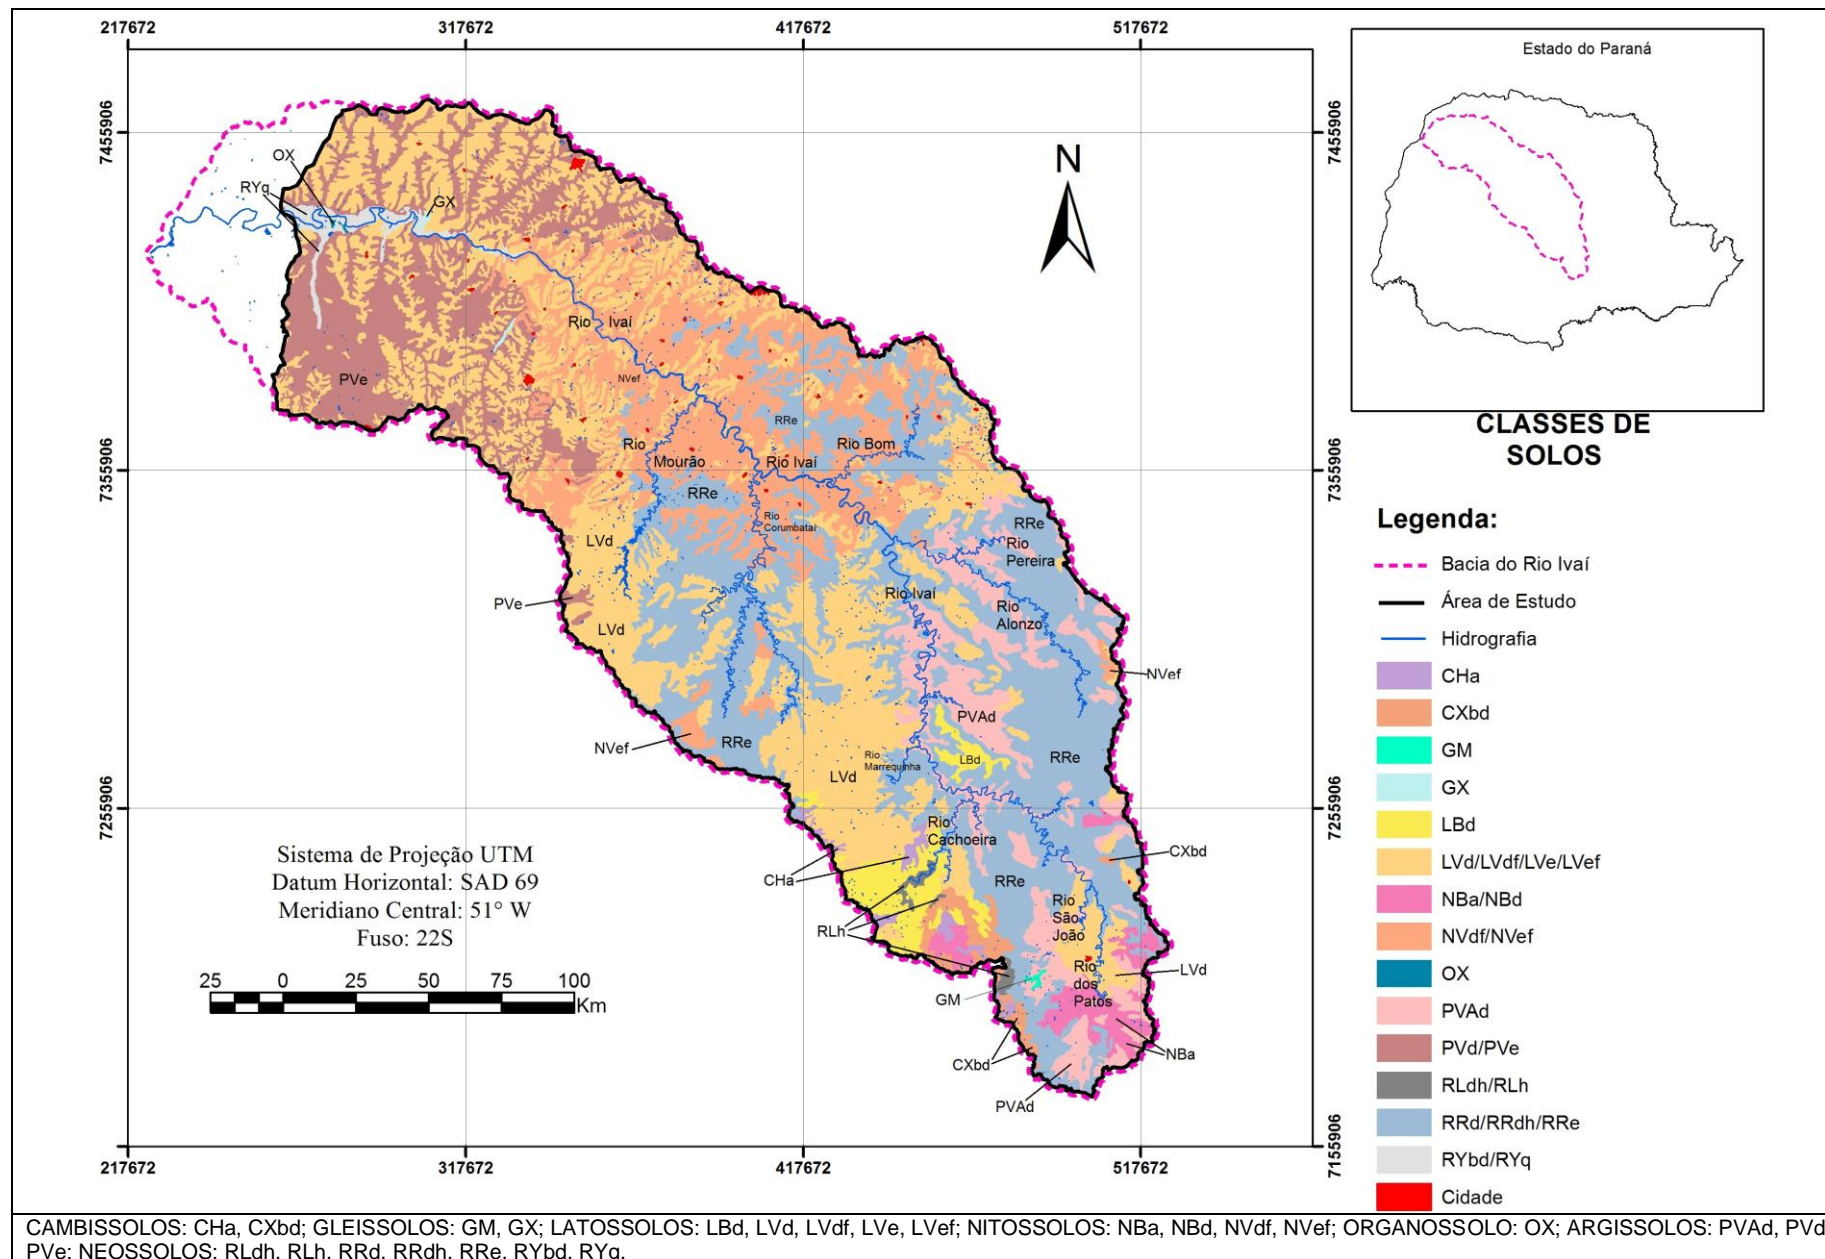 217672
317672
417672
517672
Estado do Paraná
7455906
7455906
OX
RYq
GX
N
CLASSES DE
SOLOS
Rio Ivaí
PVe
NVef
RRe
Rio Bom
Rio
Mourão
Rio Ivaí
7355906
7355906
RRe
Rio
Corumbataí
LVd
RRe
Rio
Pereira
PVe
LVd
Rio Ivaí
Rio
Alonzo
NVef
NVef
RRe
PVAd
LBd
Rio
Marrequinha
LVd
RRe
7255906
7255906
Rio
Cachoeira
CXbd
CHa
RRe
Rio
São
João
RLh
LVd
Rio
dos
Patos
GM
NBa
CXbd
PVAd
7155906
217672
317672
417672
517672
Sistema de Projeção UTM
Datum Horizontal: SAD 69
Meridiano Central: 51° W
Fuso: 22S
25 0 25 50 75 100
Km
Legenda:
Bacia do Rio Ivaí
Área de Estudo
Hidrografia
CHa
CXbd
GM
GX
LBd
LVd/LVdf/LVe/LVef
NBa/NBd
NVdf/NVef
OX
PVAd
PVd/PVe
RLdh/RLh
RRd/RRdh/RRe
RYbd/RYq
Cidade
CAMBISSOLOS: CHa, CXbd; GLEISSOLOS: GM, GX; LATOSSOLOS: LBd, LVd, LVdf, LVe, LVef; NITOSSOLOS: NBa, NBd, NVdf, NVef; ORGANOSSOLO: OX; ARGISSOLOS: PVAd, PVd
PVe; NEOSSOLOS: RLdh, RLh, RRd, RRdh, RRe, RYbd, RYq.